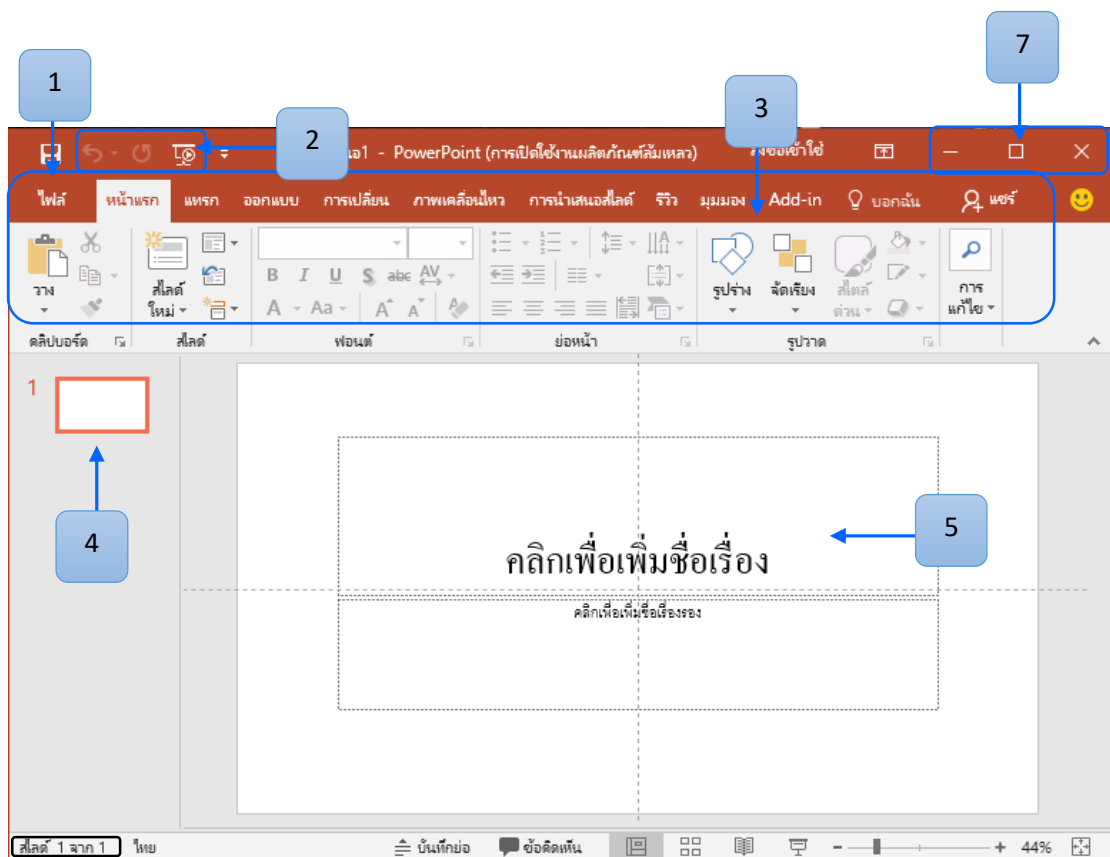 7
1
3
2
อ1 - PowerPoint (การเปิดใช้งานผลิตภัณฑ์ล้มเหลว)
ลงชื่อเข้าใช้
ไฟล์ หน้าแรก แทรก ออกแบบ การเปลี่ยน ภาพเคลื่อนไหว การนำเสนอสไลด์ รีวิว มุมมอง Add-in บอกฉัน แชร์
B I U S abc AV
A Aa A A
วาง
สไลด์
ใหม่
รูปร่าง จัดเรียง
สไตล์
ด่วน
การ
แก้ไข
คลิปบอร์ด สไลด์ ฟอนต์ ย่อหน้า รูปวาด
1
4
5
คลิกเพื่อเพิ่มชื่อเรื่อง
คลิกเพื่อเพิ่มชื่อเรื่องรอง
สไลด์ 1 จาก 1 ไทย บันทึกย่อ ข้อคิดเห็น 44%